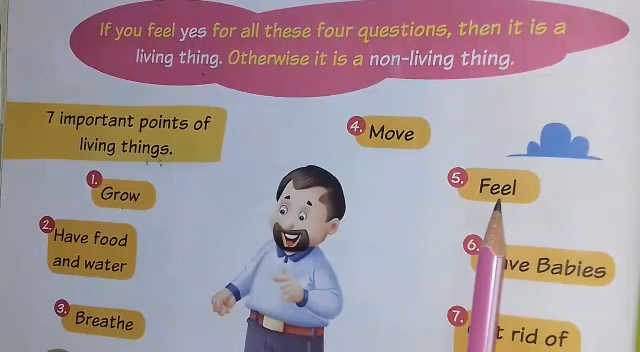 If you feel yes for all these four questions, then it is a
living thing. Otherwise it is a non-living thing.
7 important points of
living things.
1. Grow
2. Have food
and water
3. Breathe
4. Move
5. Feel
6. Babies
7. rid of